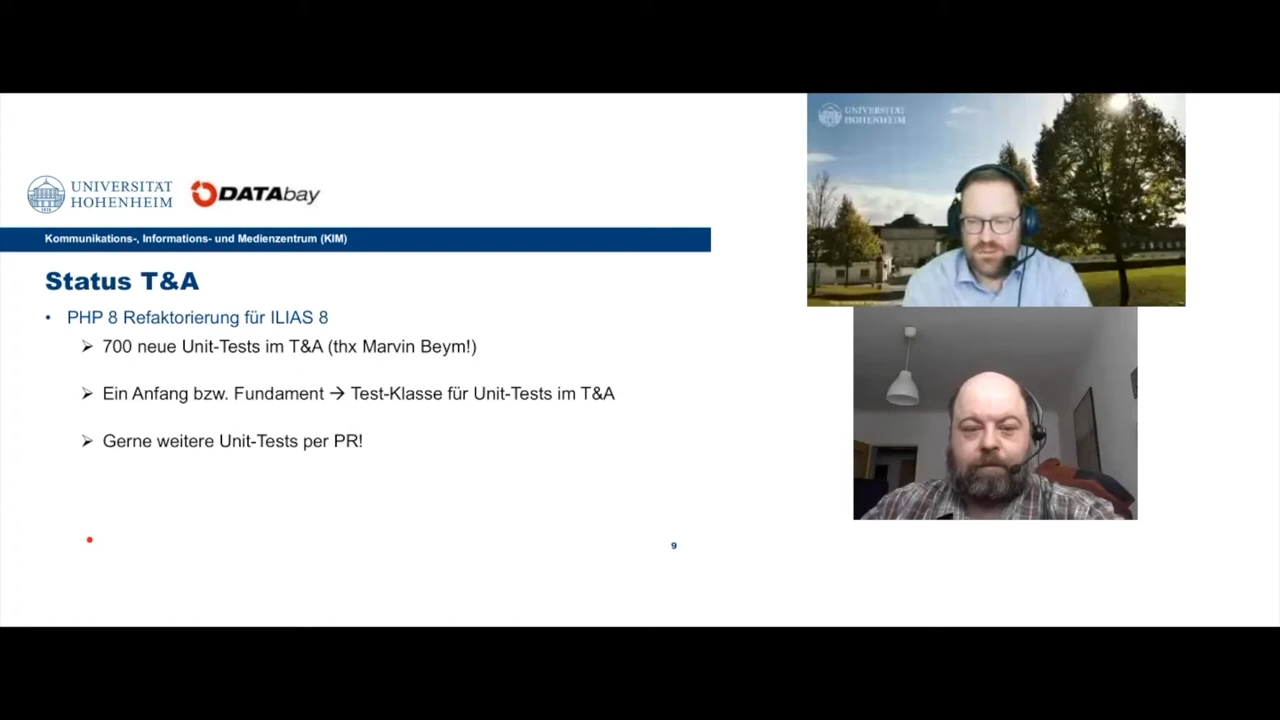 UNIVERSITÄT
HOHENHEIM
DATAbay
Kommunikations-, Informations- und Medienzentrum (KIM)
Status T&A
• PHP 8 Refaktorierung für ILIAS 8
➢ 700 neue Unit-Tests im T&A (thx Marvin Beym!)
➢ Ein Anfang bzw. Fundament → Test-Klasse für Unit-Tests im T&A
➢ Gerne weitere Unit-Tests per PR!
9
UNIVERSITÄT
HOHENHEIM